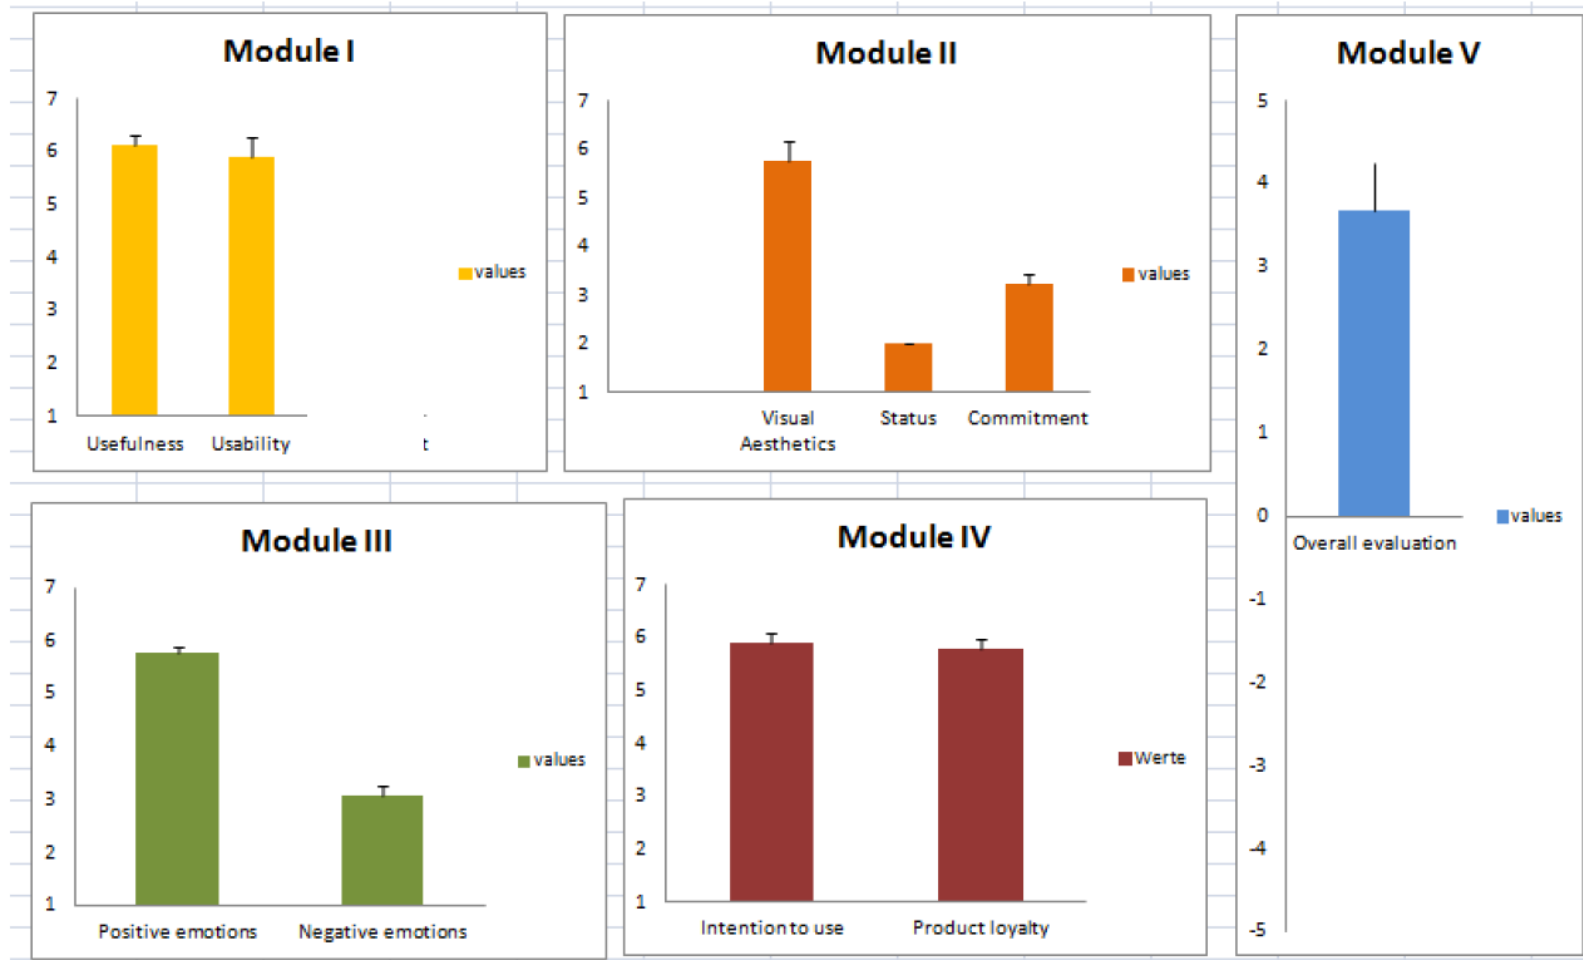 Module I
7
6
5
4
3
2
1
Usefulness Usability t
values
Module II
7
6
5
4
3
2
1
Visual
Aesthetics
Status
Commitment
values
Module V
5
4
3
2
1
0
-1
-2
-3
-4
-5
Overall evaluation
values
Module III
7
6
5
4
3
2
1
Positive emotions Negative emotions
values
Module IV
7
6
5
4
3
2
1
Intention to use Product loyalty
Werte